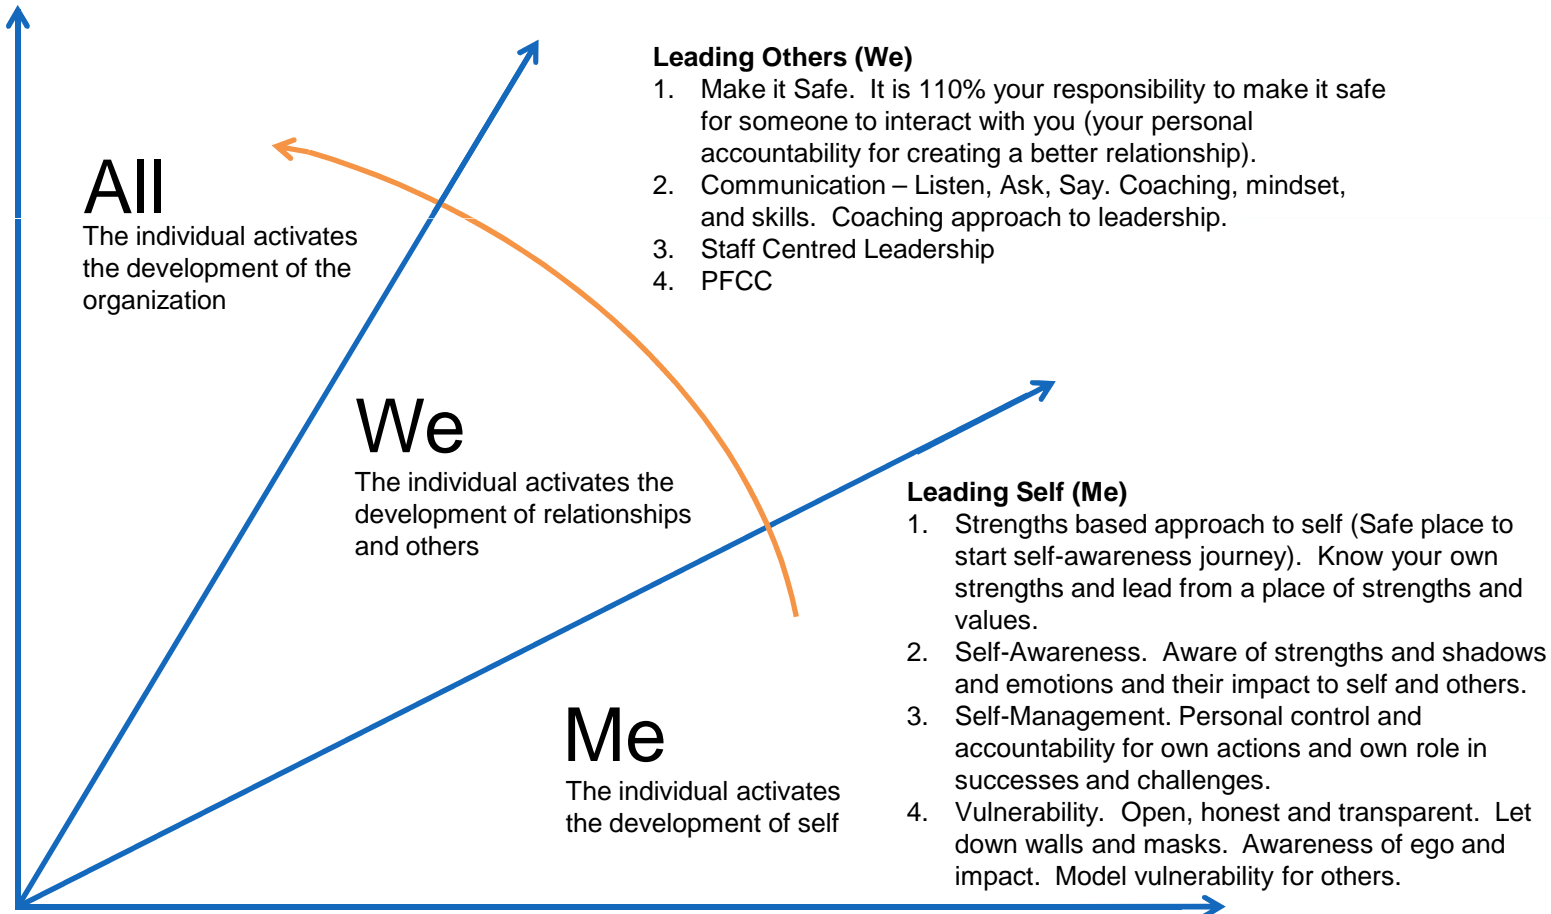 Leading Others (We)
1. Make it Safe.  It is 110% your responsibility to make it safe
for someone to interact with you (your personal
accountability for creating a better relationship).
2. Communication – Listen, Ask, Say. Coaching, mindset,
and skills.  Coaching approach to leadership.
3. Staff Centred Leadership
4. PFCC
All
The individual activates
the development of the
organization
We
The individual activates the
development of relationships
and others
Leading Self (Me)
1. Strengths based approach to self (Safe place to
start self-awareness journey).  Know your own
strengths and lead from a place of strengths and
values.
2. Self-Awareness.  Aware of strengths and shadows
and emotions and their impact to self and others.
3. Self-Management. Personal control and
accountability for own actions and own role in
successes and challenges.
4. Vulnerability.  Open, honest and transparent.  Let
down walls and masks.  Awareness of ego and
impact.  Model vulnerability for others.
Me
The individual activates
the development of self